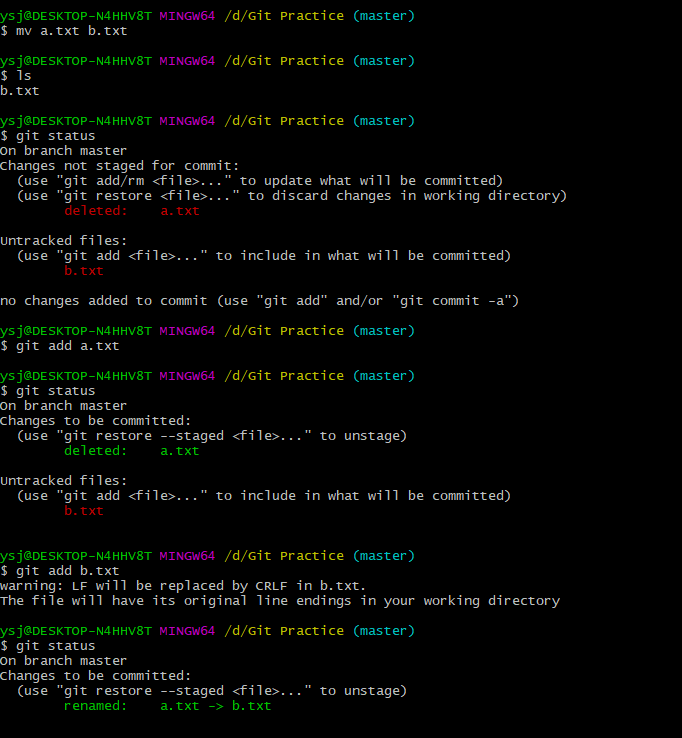 ysj@DESKTOP-N4HHV8T MINGW64 /d/Git Practice (master)
$ mv a.txt b.txt

ysj@DESKTOP-N4HHV8T MINGW64 /d/Git Practice (master)
$ ls
b.txt

ysj@DESKTOP-N4HHV8T MINGW64 /d/Git Practice (master)
$ git status
On branch master
Changes not staged for commit:
  (use "git add/rm <file>..." to update what will be committed)
  (use "git restore <file>..." to discard changes in working directory)
        deleted:    a.txt

Untracked files:
  (use "git add <file>..." to include in what will be committed)
        b.txt

no changes added to commit (use "git add" and/or "git commit -a")

ysj@DESKTOP-N4HHV8T MINGW64 /d/Git Practice (master)
$ git add a.txt

ysj@DESKTOP-N4HHV8T MINGW64 /d/Git Practice (master)
$ git status
On branch master
Changes to be committed:
  (use "git restore --staged <file>..." to unstage)
        deleted:    a.txt

Untracked files:
  (use "git add <file>..." to include in what will be committed)
        b.txt

ysj@DESKTOP-N4HHV8T MINGW64 /d/Git Practice (master)
$ git add b.txt
warning: LF will be replaced by CRLF in b.txt.
The file will have its original line endings in your working directory

ysj@DESKTOP-N4HHV8T MINGW64 /d/Git Practice (master)
$ git status
On branch master
Changes to be committed:
  (use "git restore --staged <file>..." to unstage)
        renamed:    a.txt -> b.txt